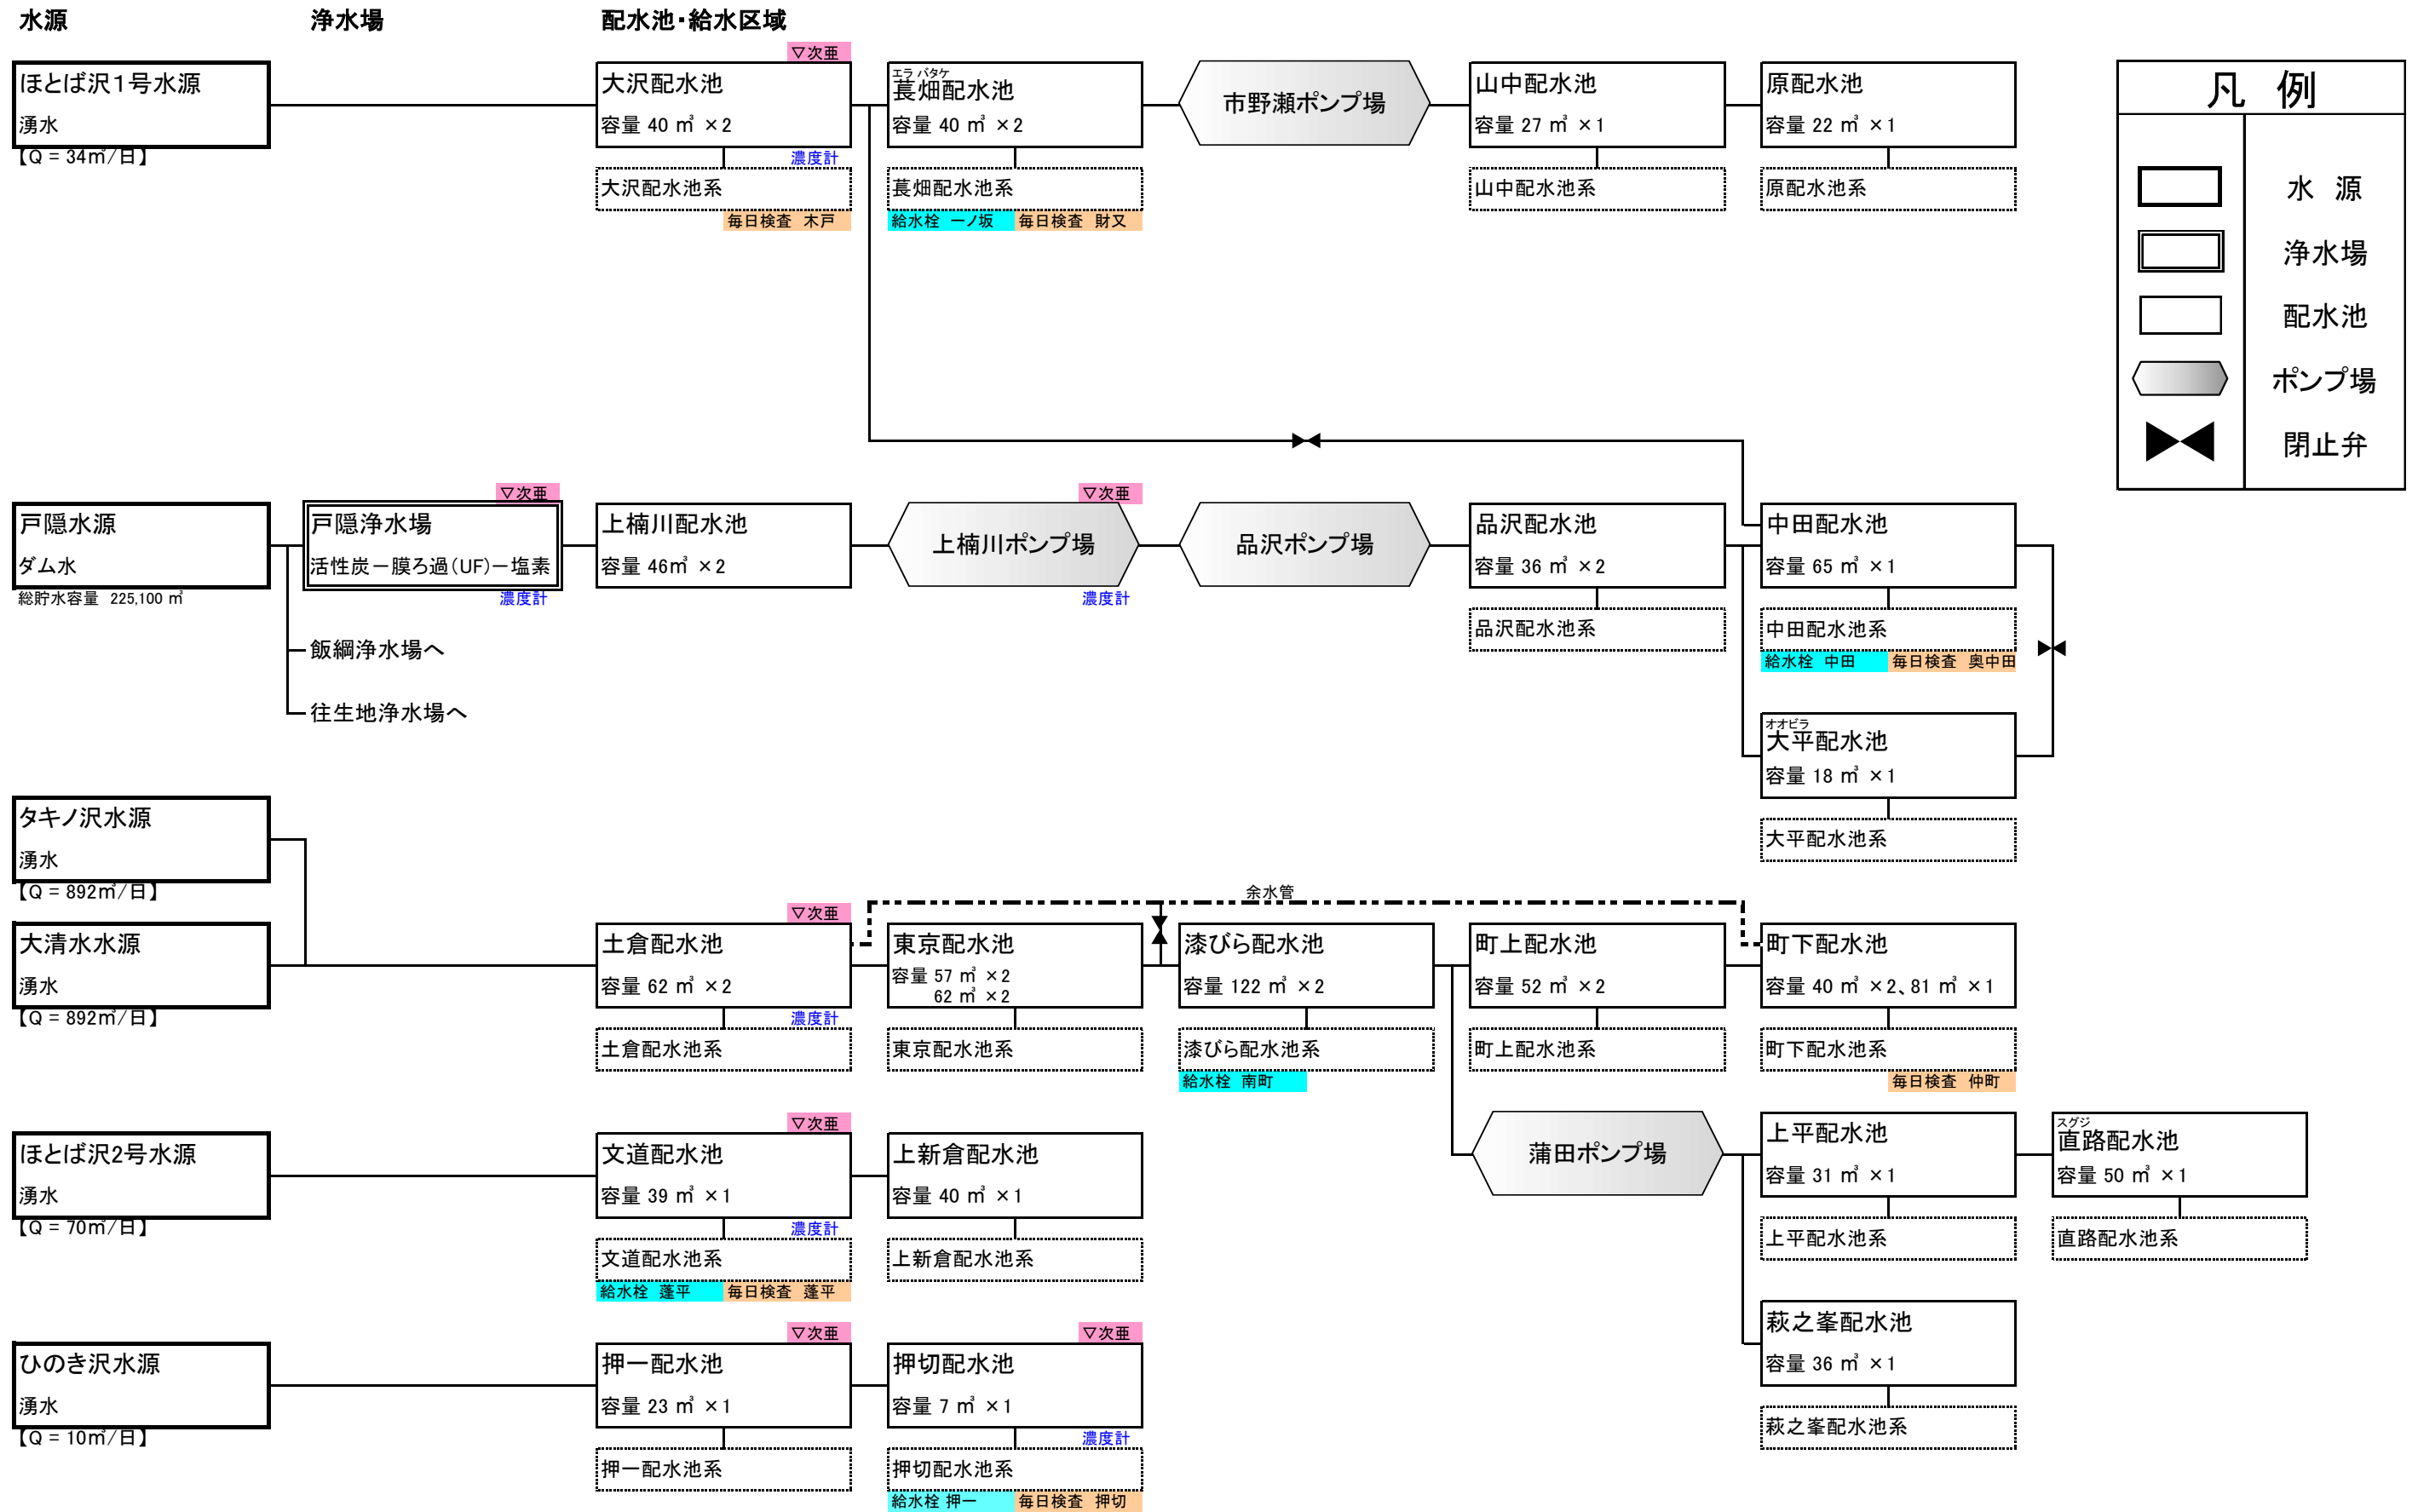 水源
浄水場
配水池・給水区域
▽次亜
ほとば沢1号水源
湧水
【Q = 34㎥/日】
大沢配水池
容量 40 ㎥ ×2
濃度計
大沢配水池系
毎日検査 木戸
エラ バタケ
萇畑配水池
容量 40 ㎥ ×2
萇畑配水池系
給水栓 一ノ坂
毎日検査 財又
市野瀬ポンプ場
山中配水池
容量 27 ㎥ ×1
山中配水池系
原配水池
容量 22 ㎥ ×1
原配水池系
凡 例
水 源
浄水場
配水池
ポンプ場
閉止弁
戸隠水源
ダム水
総貯水容量 225,100 ㎥
▽次亜
戸隠浄水場
活性炭－膜ろ過(UF)－塩素
濃度計
飯綱浄水場へ
往生地浄水場へ
上楠川配水池
容量 46㎥ ×2
▽次亜
上楠川ポンプ場
濃度計
品沢ポンプ場
品沢配水池
容量 36 ㎥ ×2
品沢配水池系
中田配水池
容量 65 ㎥ ×1
中田配水池系
給水栓 中田
毎日検査 奥中田
オオビラ
大平配水池
容量 18 ㎥ ×1
大平配水池系
タキノ沢水源
湧水
【Q = 892㎥/日】
大清水水源
湧水
【Q = 892㎥/日】
余水管
▽次亜
土倉配水池
容量 62 ㎥ ×2
濃度計
土倉配水池系
東京配水池
容量 57 ㎥ ×2
62 ㎥ ×2
東京配水池系
漆びら配水池
容量 122 ㎥ ×2
漆びら配水池系
給水栓 南町
町上配水池
容量 52 ㎥ ×2
町上配水池系
町下配水池
容量 40 ㎥ ×2、81 ㎥ ×1
町下配水池系
毎日検査 仲町
ほとば沢2号水源
湧水
【Q = 70㎥/日】
▽次亜
文道配水池
容量 39 ㎥ ×1
濃度計
文道配水池系
給水栓 蓬平
毎日検査 蓬平
上新倉配水池
容量 40 ㎥ ×1
上新倉配水池系
蒲田ポンプ場
上平配水池
容量 31 ㎥ ×1
上平配水池系
スグジ
直路配水池
容量 50 ㎥ ×1
直路配水池系
萩之峯配水池
容量 36 ㎥ ×1
萩之峯配水池系
ひのき沢水源
湧水
【Q = 10㎥/日】
▽次亜
押一配水池
容量 23 ㎥ ×1
押一配水池系
▽次亜
押切配水池
容量 7 ㎥ ×1
濃度計
押切配水池系
給水栓 押一
毎日検査 押切